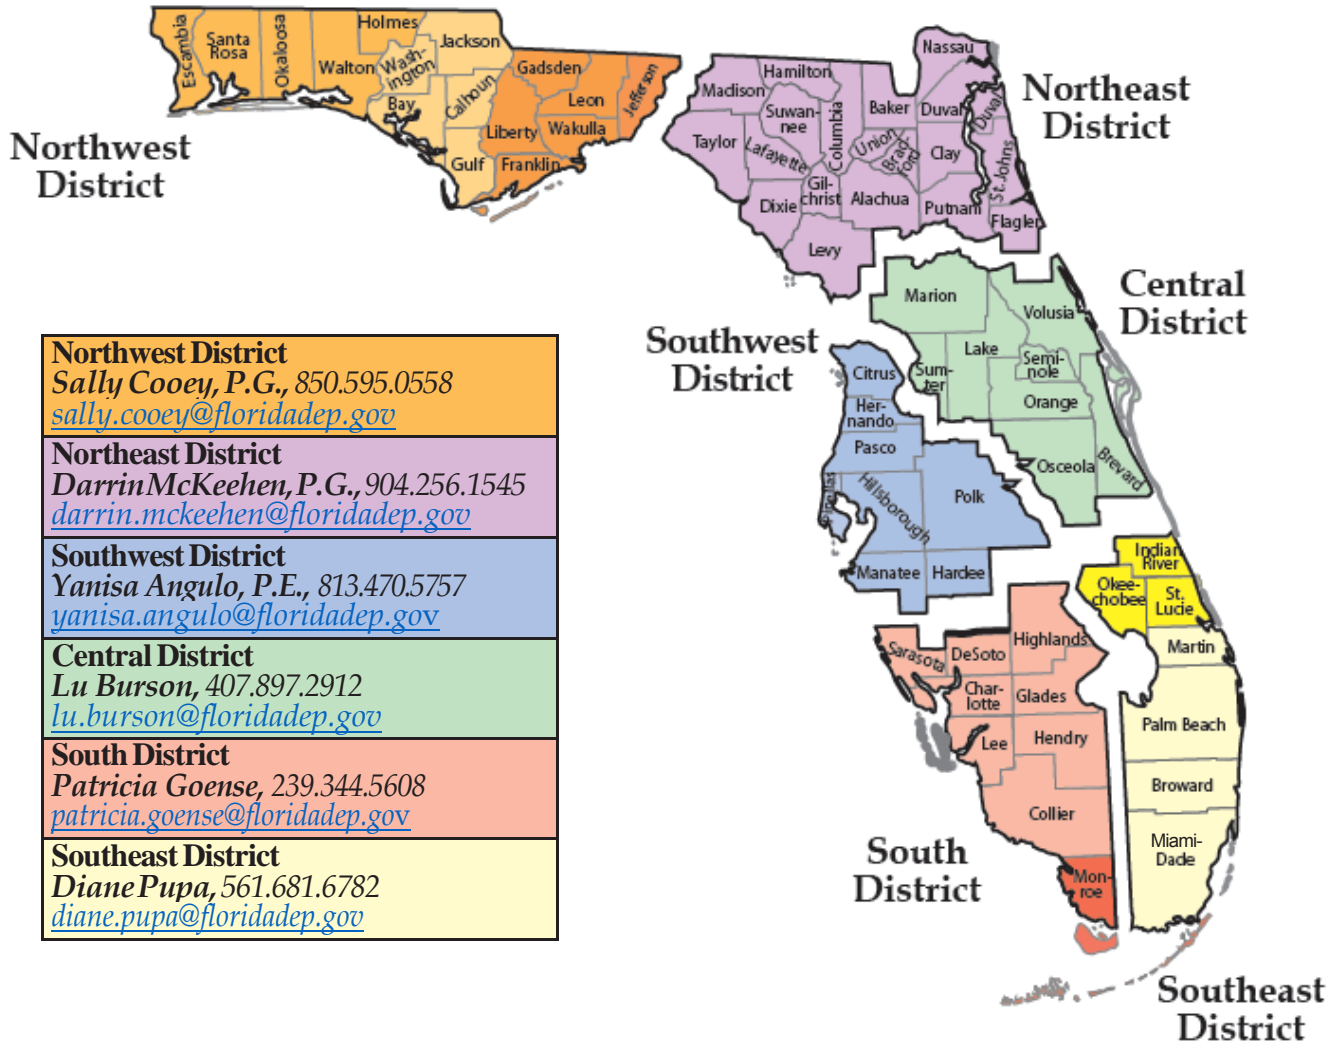 Escambia
Santa
Rosa
Okaloosa
Walton
Holmes
Wash-
ington
Bay
Jackson
Calhoun
Gulf
Gadsden
Liberty
Franklin
Leon
Wakulla
Jefferson
Northwest
District
Madison
Hamilton
Taylor
Suwan-
nee
Lafayette
Columbia
Dixie
Gil-
christ
Levy
Baker
Union
Brad-
ford
Alachua
Nassau
Duval
Duval
Clay
St. Johns
Putnam
Flagler
Northeast
District
Marion
Volusia
Lake
Sum-
ter
Semi-
nole
Orange
Osceola
Brevard
Central
District
Southwest
District
Citrus
Her-
nando
Pasco
Pinellas
Hillsborough
Polk
Manatee
Hardee
Indian
River
Okee-
chobee
St.
Lucie
Martin
Palm Beach
Broward
Miami-
Dade
Sarasota
DeSoto
Highlands
Char-
lotte
Glades
Lee
Hendry
Collier
Mon-
roe
South
District
Southeast
District
Northwest District
Sally Cooey, P.G., 850.595.0558
sally.cooey@floridadep.gov
Northeast District
Darrin McKeehen, P.G., 904.256.1545
darrin.mckeehen@floridadep.gov
Southwest District
Yanisa Angulo, P.E., 813.470.5757
yanisa.angulo@floridadep.gov
Central District
Lu Burson, 407.897.2912
lu.burson@floridadep.gov
South District
Patricia Goense, 239.344.5608
patricia.goense@floridadep.gov
Southeast District
Diane Pupa, 561.681.6782
diane.pupa@floridadep.gov